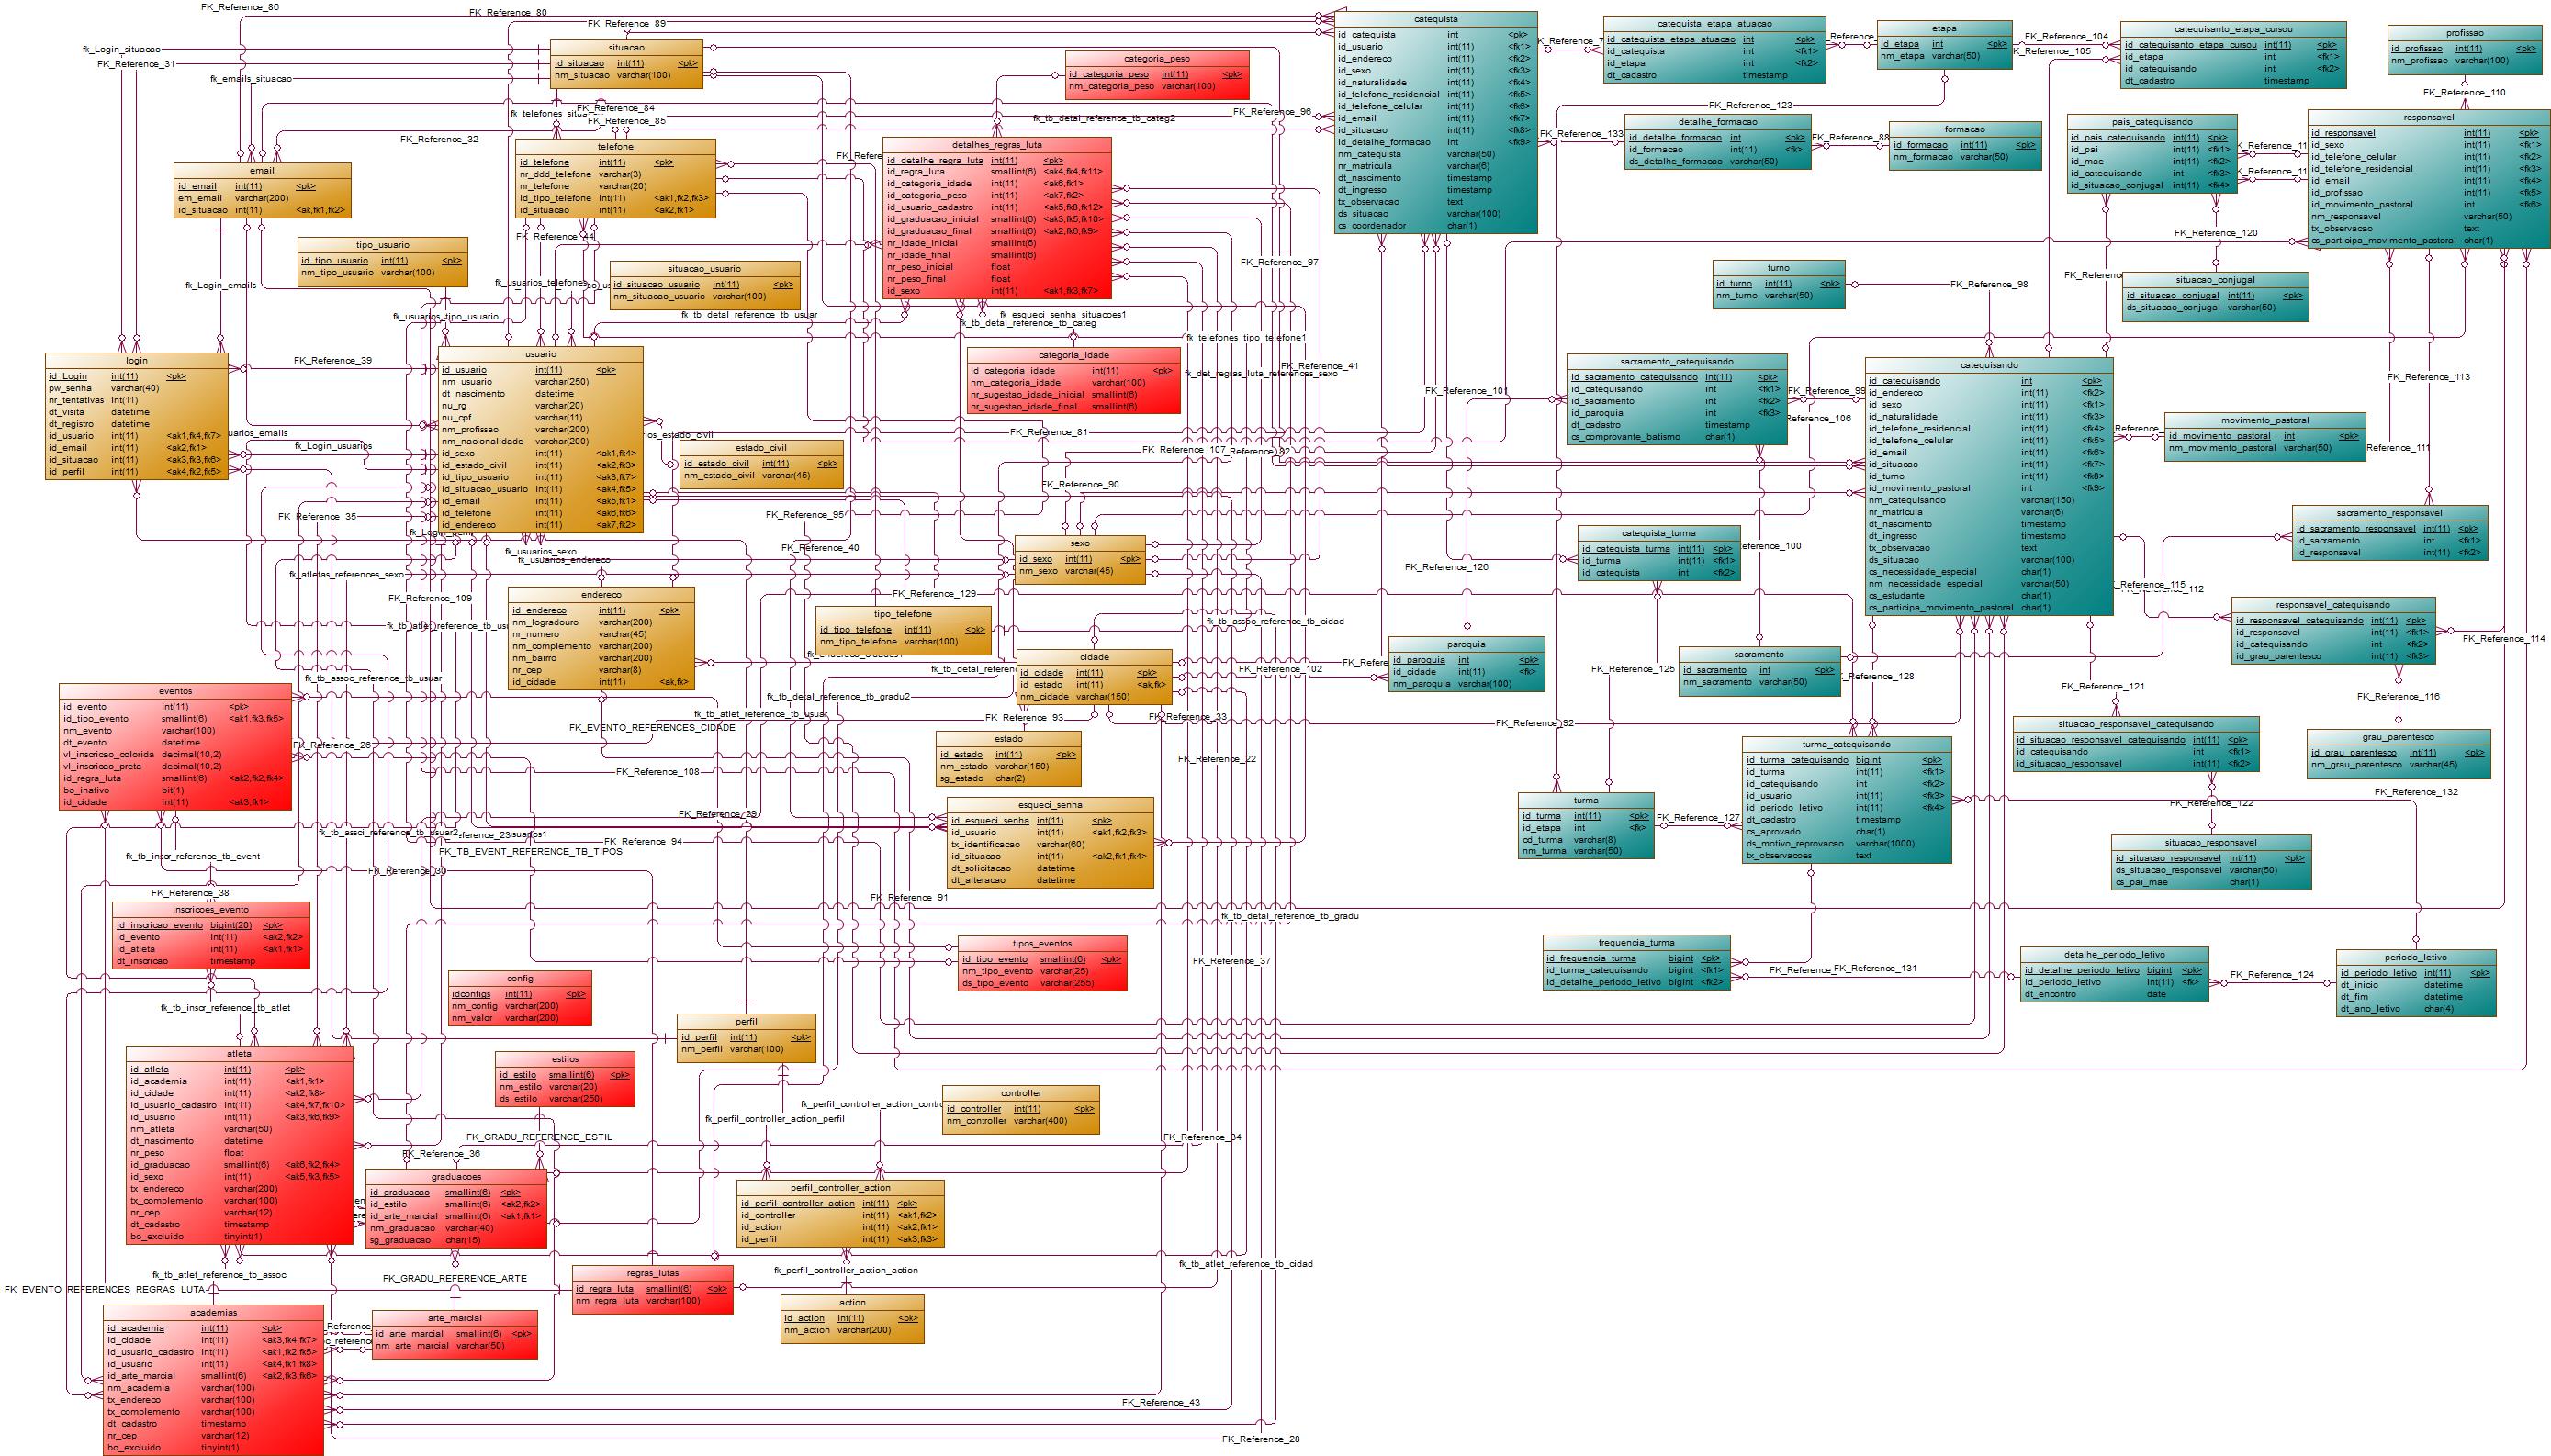 FK_Reference_86
FK_Reference_80
FK_Reference_89
fk_Login_situacao
FK_Reference_31
fk_emails_situacao
situacao
id_situacao int(11) <pk>
nm_situacao varchar(100)
categoria_peso
id_categoria_peso int(11) <pk>
nm_categoria_peso varchar(100)
catequista
id_catequista int <pk>
id_usuario int(11) <fk1>
id_endereco int(11) <fk2>
id_sexo int(11) <fk3>
id_naturalidade int(11) <fk4>
id_telefone_residencial int(11) <fk5>
id_telefone_celular int(11) <fk6>
id_email int(11) <fk7>
id_situacao int(11) <fk8>
id_detalhe_formacao int <fk9>
nm_catequista varchar(50)
nr_matricula varchar(6)
dt_nascimento timestamp
dt_ingresso timestamp
tx_observacao text
ds_situacao varchar(100)
cs_coordenador char(1)
catequista_etapa_atuacao
id_catequista_etapa_atuacao int <pk>
id_catequista int <fk1>
id_etapa int <fk2>
dt_cadastro timestamp
etapa
id_etapa int <pk>
nm_etapa varchar(50)
FK_Reference_104
FK_Reference_105
catequisanto_etapa_cursou
id_catequisanto_etapa_cursou int(11) <pk>
id_etapa int <fk1>
id_catequisando int <fk2>
dt_cadastro timestamp
profissao
id_profissao int(11) <pk>
nm_profissao varchar(100)
FK_Reference_110
FK_Reference_84
FK_Reference_85
FK_Reference_32
fk_tb_detal_reference_tb_categ2
FK_Reference_96
FK_Reference_123
FK_Reference_133
detalhe_formacao
id_detalhe_formacao int <pk>
id_formacao int(11) <fk>
ds_detalhe_formacao varchar(50)
FK_Reference_88
formacao
id_formacao int(11) <pk>
nm_formacao varchar(50)
pais_catequisando
id_pais_catequisando int(11) <pk>
id_pai int(11) <fk1>
id_mae int(11) <fk2>
id_catequisando int <fk3>
id_situacao_conjugal int(11) <fk4>
responsavel
id_responsavel int(11) <pk>
id_sexo int(11) <fk1>
id_telefone_celular int(11) <fk2>
id_telefone_residencial int(11) <fk3>
id_email int(11) <fk4>
id_profissao int(11) <fk5>
id_movimento_pastoral int <fk6>
nm_responsavel varchar(50)
tx_observacao text
cs_participa_movimento_pastoral char(1)
email
id_email int(11) <pk>
em_email varchar(200)
id_situacao int(11) <ak,fk1,fk2>
telefone
id_telefone int(11) <pk>
nr_ddd_telefone varchar(3)
nr_telefone varchar(20)
id_tipo_telefone int(11) <ak1,fk2,fk3>
id_situacao int(11) <ak2,fk1>
detalhes_regras_luta
id_detalhe_regra_luta int(11) <pk>
id_regra_luta smallint(6) <ak4,fk4,fk11>
id_categoria_idade int(11) <ak6,fk1>
id_categoria_peso int(11) <ak7,fk2>
id_usuario_cadastro int(11) <ak5,fk8,fk12>
id_graduacao_inicial smallint(6) <ak3,fk5,fk10>
id_graduacao_final smallint(6) <ak2,fk6,fk9>
nr_idade_inicial smallint(6)
nr_idade_final smallint(6)
nr_peso_inicial float
nr_peso_final float
id_sexo int(11) <ak1,fk3,fk7>
tipo_usuario
id_tipo_usuario int(11) <pk>
nm_tipo_usuario varchar(100)
situacao_usuario
id_situacao_usuario int(11) <pk>
nm_situacao_usuario varchar(100)
FK_Reference_120
FK_Reference_97
turno
id_turno int(11) <pk>
nm_turno varchar(50)
FK_Reference_98
situacao_conjugal
id_situacao_conjugal int(11) <pk>
ds_situacao_conjugal varchar(50)
fk_Login_emails
fk_usuarios_tipo_usuario
fk_tb_detal_reference_tb_usuar
fk_esqueci_senha_situacoes1
fk_tb_detal_reference_tb_categ
fk_telefones_tipo_telefone1
FK_Reference_39
FK_Reference_41
fk_det_regras_luta_references_sexo
login
id_Login int(11) <pk>
pw_senha varchar(40)
nr_tentativas int(11)
dt_visita datetime
dt_registro datetime
id_usuario int(11) <ak1,fk4,fk7>
id_email int(11) <ak2,fk1>
id_situacao int(11) <ak3,fk3,fk6>
id_perfil int(11) <ak4,fk2,fk5>
usuario
id_usuario int(11) <pk>
nm_usuario varchar(250)
dt_nascimento datetime
nu_rg varchar(20)
nu_cpf varchar(11)
nm_profissao varchar(200)
nm_nacionalidade varchar(200)
id_sexo int(11) <ak1,fk4>
id_estado_civil int(11) <ak2,fk3>
id_tipo_usuario int(11) <ak3,fk7>
id_situacao_usuario int(11) <ak4,fk5>
id_email int(11) <ak5,fk1>
id_telefone int(11) <ak6,fk6>
id_endereco int(11) <ak7,fk2>
categoria_idade
id_categoria_idade int(11) <pk>
nm_categoria_idade varchar(100)
nr_sugestao_idade_inicial smallint(6)
nr_sugestao_idade_final smallint(6)
sacramento_catequisando
id_sacramento_catequisando int(11) <pk>
id_catequisando int <fk1>
id_sacramento int <fk2>
id_paroquia int <fk3>
dt_cadastro timestamp
cs_comprovante_batismo char(1)
catequisando
id_catequisando int <pk>
id_endereco int(11) <fk2>
id_sexo int(11) <fk1>
id_naturalidade int(11) <fk3>
id_telefone_residencial int(11) <fk4>
id_telefone_celular int(11) <fk5>
id_email int(11) <fk6>
id_situacao int(11) <fk7>
id_turno int(11) <fk8>
id_movimento_pastoral int <fk9>
nm_catequisando varchar(150)
nr_matricula varchar(6)
dt_nascimento timestamp
dt_ingresso timestamp
tx_observacao text
ds_situacao varchar(100)
cs_necessidade_especial char(1)
nm_necessidade_especial varchar(50)
cs_estudante char(1)
cs_participa_movimento_pastoral char(1)
FK_Reference_113
FK_Reference_101
movimento_pastoral
id_movimento_pastoral int <pk>
nm_movimento_pastoral varchar(50)
FK_Reference_81
fk_Login_usuarios
estado_civil
id_estado_civil int(11) <pk>
nm_estado_civil varchar(45)
FK_Reference_107
FK_Reference_90
FK_Reference_35
FK_Reference_95
FK_Reference_40
sacramento_responsavel
id_sacramento_responsavel int(11) <pk>
id_sacramento int <fk1>
id_responsavel int(11) <fk2>
sexo
id_sexo int(11) <pk>
nm_sexo varchar(45)
catequista_turma
id_catequista_turma int(11) <pk>
id_turma int(11) <fk1>
id_catequista int <fk2>
fk_usuarios_sexo
fk_usuarios_endereco
fk_atletas_references_sexo
FK_Reference_126
FK_Reference_109
FK_Reference_129
endereco
id_endereco int(11) <pk>
nm_logradouro varchar(200)
nr_numero varchar(45)
nm_complemento varchar(200)
nm_bairro varchar(200)
nr_cep varchar(8)
id_cidade int(11) <ak,fk>
tipo_telefone
id_tipo_telefone int(11) <pk>
nm_tipo_telefone varchar(100)
fk_tb_assoc_reference_tb_cidad
responsavel_catequisando
id_responsavel_catequisando int(11) <pk>
id_responsavel int(11) <fk1>
id_catequisando int <fk2>
id_grau_parentesco int(11) <fk3>
FK_Reference_114
cidade
id_cidade int(11) <pk>
id_estado int(11) <ak,fk>
nm_cidade varchar(150)
FK_Reference_102
paroquia
id_paroquia int <pk>
id_cidade int(11) <fk>
nm_paroquia varchar(100)
FK_Reference_125
sacramento
id_sacramento int <pk>
nm_sacramento varchar(50)
fk_tb_assoc_reference_tb_usuar
fk_tb_detal_reference_tb_gradu2
fk_tb_atlet_reference_tb_usuar
FK_Reference_121
FK_Reference_116
eventos
id_evento int(11) <pk>
id_tipo_evento smallint(6) <ak1,fk3,fk5>
nm_evento varchar(100)
dt_evento datetime
vl_inscricao_colorida decimal(10,2)
vl_inscricao_preta decimal(10,2)
id_regra_luta smallint(6) <ak2,fk2,fk4>
bo_inativo bit(1)
id_cidade int(11) <ak3,fk1>
FK_EVENTO_REFERENCES_CIDADE
FK_Reference_93
FK_Reference_33
FK_Reference_92
FK_Reference_26
FK_Reference_108
FK_Reference_22
estado
id_estado int(11) <pk>
nm_estado varchar(150)
sg_estado char(2)
situacao_responsavel_catequisando
id_situacao_responsavel_catequisando int(11) <pk>
id_catequisando int <fk1>
id_situacao_responsavel int(11) <fk2>
grau_parentesco
id_grau_parentesco int(11) <pk>
nm_grau_parentesco varchar(45)
turma_catequisando
id_turma_catequisando bigint <pk>
id_turma int(11) <fk1>
id_catequisando int <fk2>
id_usuario int(11) <fk3>
id_periodo_letivo int(11) <fk4>
dt_cadastro timestamp
cs_aprovado char(1)
ds_motivo_reprovacao varchar(1000)
tx_observacoes text
FK_Reference_132
FK_Reference_122
turma
id_turma int(11) <pk>
id_etapa int <fk>
cd_turma varchar(8)
nm_turma varchar(50)
FK_Reference_127
esqueci_senha
id_esqueci_senha int(11) <pk>
id_usuario int(11) <ak1,fk2,fk3>
tx_identificacao varchar(60)
id_situacao int(11) <ak2,fk1,fk4>
dt_solicitacao datetime
dt_alteracao datetime
situacao_responsavel
id_situacao_responsavel int(11) <pk>
ds_situacao_responsavel varchar(50)
cs_pai_mae char(1)
FK_Reference_94
FK_TB_EVENT_REFERENCE_TB_TIPOS
fk_tb_inscr_reference_tb_event
FK_Reference_30
FK_Reference_38
FK_Reference_91
fk_tb_detal_reference_tb_gradu
inscricoes_evento
id_inscricao_evento bigint(20) <pk>
id_evento int(11) <ak2,fk2>
id_atleta int(11) <ak1,fk1>
dt_inscricao timestamp
tipos_eventos
id_tipo_evento smallint(6) <pk>
nm_tipo_evento varchar(25)
ds_tipo_evento varchar(255)
FK_Reference_37
frequencia_turma
id_frequencia_turma bigint <pk>
id_turma_catequisando bigint <fk1>
id_detalhe_periodo_letivo bigint <fk2>
FK_Reference_131
detalhe_periodo_letivo
id_detalhe_periodo_letivo bigint <pk>
id_periodo_letivo int(11) <fk>
dt_encontro date
FK_Reference_124
periodo_letivo
id_periodo_letivo int(11) <pk>
dt_inicio datetime
dt_fim datetime
dt_ano_letivo char(4)
config
idconfigs int(11) <pk>
nm_config varchar(200)
nm_valor varchar(200)
fk_tb_inscr_reference_tb_atlet
perfil
id_perfil int(11) <pk>
nm_perfil varchar(100)
atleta
id_atleta int(11) <pk>
id_academia int(11) <ak1,fk1>
id_cidade int(11) <ak2,fk8>
id_usuario_cadastro int(11) <ak4,fk7,fk10>
id_usuario int(11) <ak3,fk6,fk9>
nm_atleta varchar(50)
dt_nascimento datetime
nr_peso float
id_graduacao smallint(6) <ak6,fk2,fk4>
id_sexo int(11) <ak5,fk3,fk5>
tx_endereco varchar(200)
tx_complemento varchar(100)
nr_cep varchar(12)
dt_cadastro timestamp
bo_excluido tinyint(1)
estilos
id_estilo smallint(6) <pk>
nm_estilo varchar(20)
ds_estilo varchar(250)
controller
id_controller int(11) <pk>
nm_controller varchar(400)
fk_perfil_controller_action_contro
fk_perfil_controller_action_perfil
FK_GRADU_REFERENCE_ESTIL
FK_Reference_34
FK_Reference_36
graduacoes
id_graduacao smallint(6) <pk>
id_estilo smallint(6) <ak2,fk2>
id_arte_marcial smallint(6) <ak1,fk1>
nm_graduacao varchar(40)
sg_graduacao char(15)
perfil_controller_action
id_perfil_controller_action int(11) <pk>
id_controller int(11) <ak1,fk2>
id_action int(11) <ak2,fk1>
id_perfil int(11) <ak3,fk3>
fk_tb_atlet_reference_tb_assoc
FK_GRADU_REFERENCE_ARTE
fk_perfil_controller_action_action
fk_tb_atlet_reference_tb_cidad
FK_EVENTO_REFERENCES_REGRAS_LUTA
regras_lutas
id_regra_luta smallint(6) <pk>
nm_regra_luta varchar(100)
action
id_action int(11) <pk>
nm_action varchar(200)
academias
id_academia int(11) <pk>
id_cidade int(11) <ak3,fk4,fk7>
id_usuario_cadastro int(11) <ak1,fk2,fk5>
id_usuario int(11) <ak4,fk1,fk8>
id_arte_marcial smallint(6) <ak2,fk3,fk6>
nm_academia varchar(100)
tx_endereco varchar(100)
tx_complemento varchar(100)
dt_cadastro timestamp
nr_cep varchar(12)
bo_excluido tinyint(1)
arte_marcial
id_arte_marcial smallint(6) <pk>
nm_arte_marcial varchar(50)
FK_Reference_43
FK_Reference_28